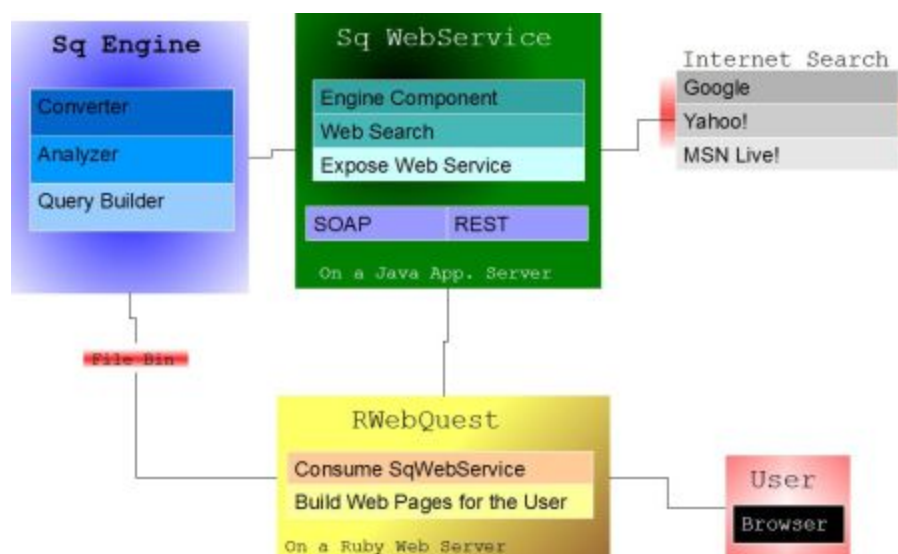 Sq Engine
Converter
Analyzer
Query Builder
Sq WebService
Engine Component
Web Search
Expose Web Service
SOAP REST
On a Java App. Server
Internet Search
Google
Yahoo!
MSN Live!
File Bin
RWebQuest
Consume SqWebService
Build Web Pages for the User
On a Ruby Web Server
User
Browser